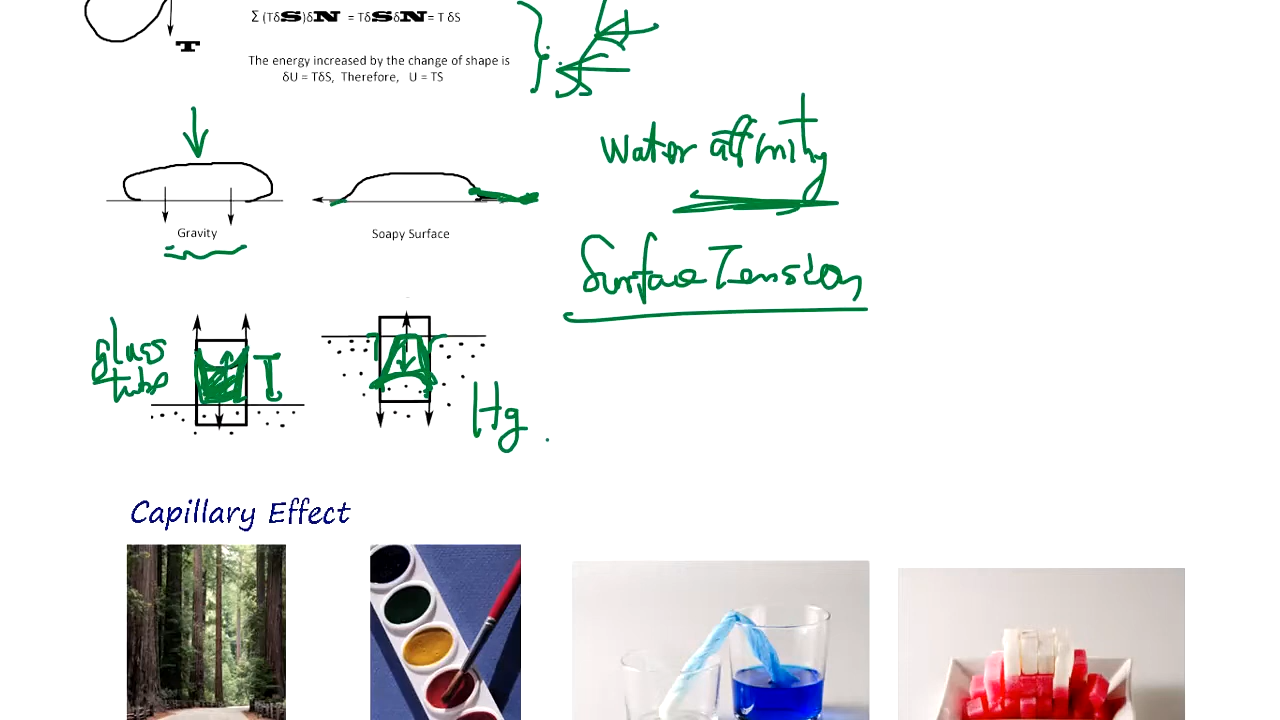 Σ (TδS)δN = TδSδN = T δS
T
The energy increased by the change of shape is
δU = TδS, Therefore, U = TS
Water affinity
Gravity
Soapy Surface
Surface Tension
glass
tube
T
Hg
Capillary Effect